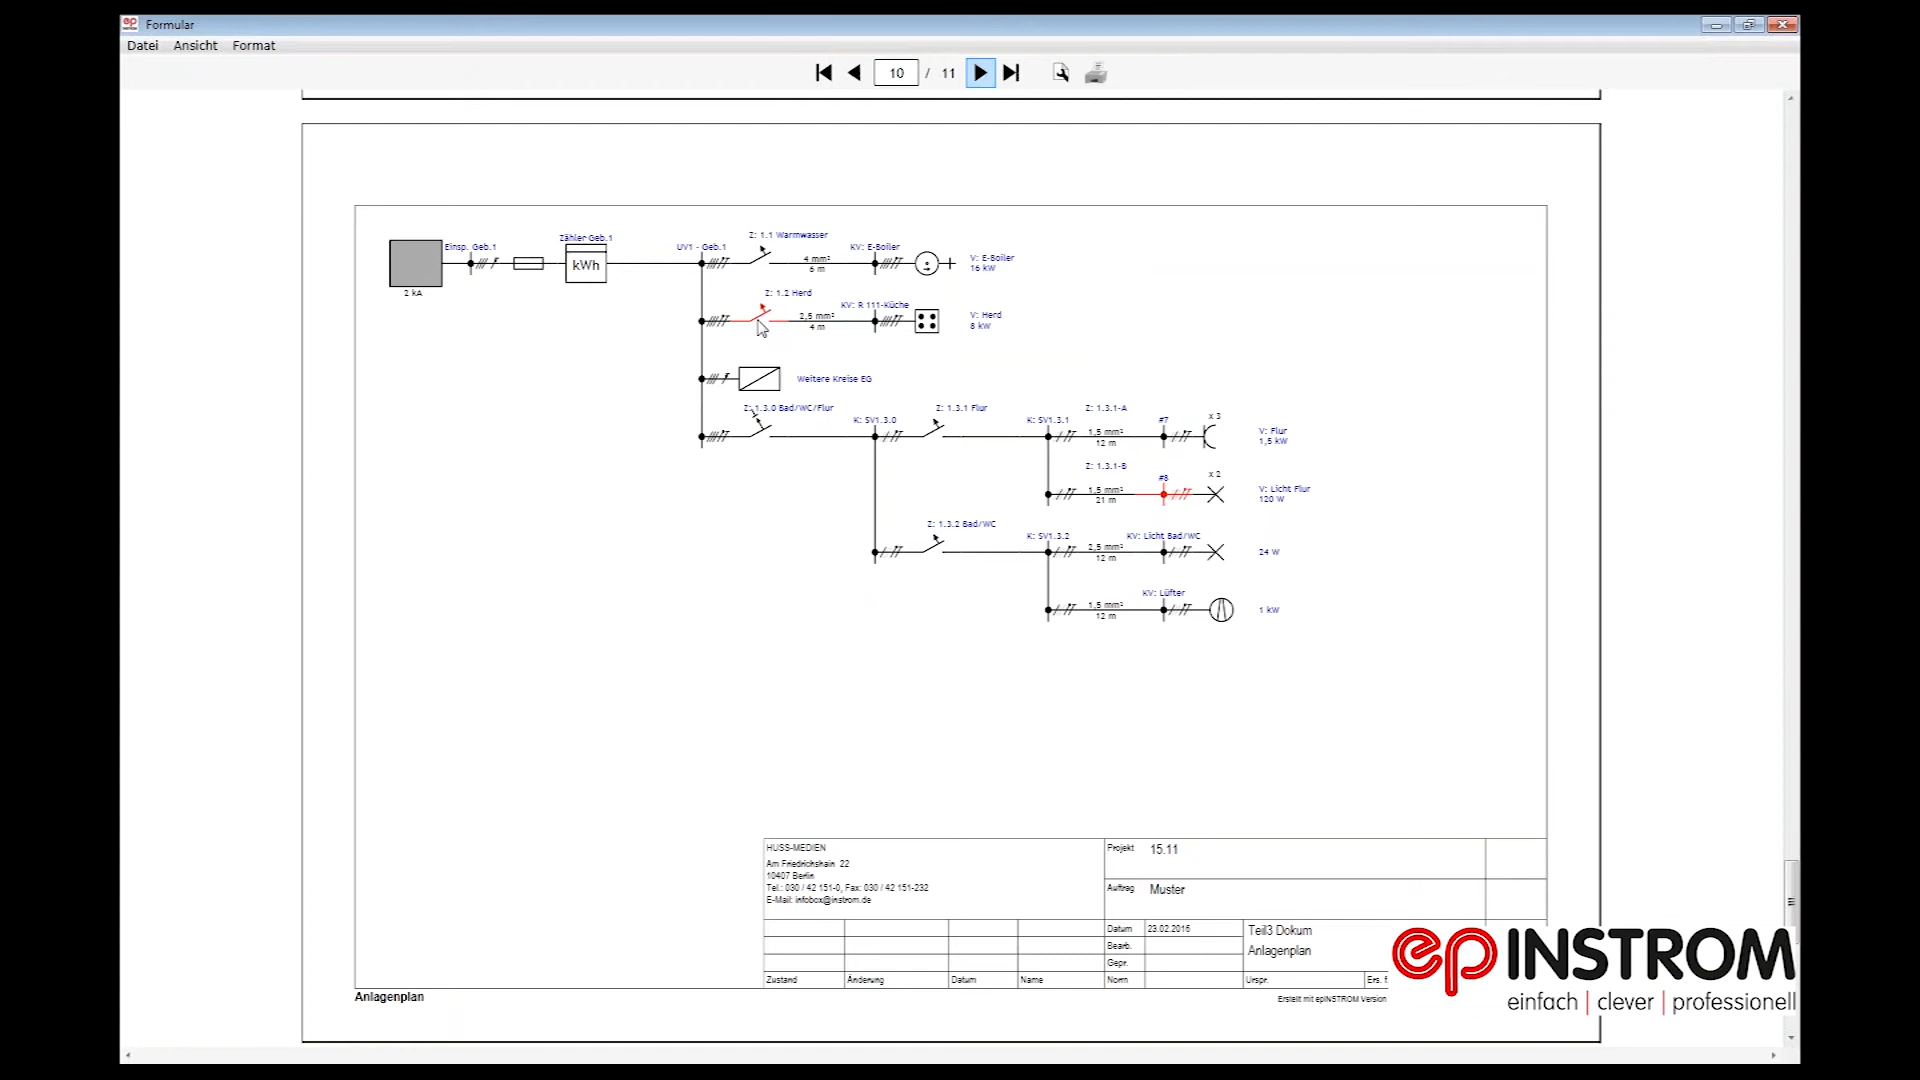 ep INSTROM Formular
Datei Ansicht Format
10 / 11
Einsp. Geb.1
Zähler Geb.1
UV1 - Geb.1
Z: 1.1 Warmwasser
KV: E-Boiler
kWh
4 mm²
6 m
V: E-Boiler
16 kW
2 kA
Z: 1.2 Herd
KV: R 111-Küche
2,5 mm²
4 m
V: Herd
8 kW
Weitere Kreise EG
Z: 1.3.0 Bad/WC/Flur
K: SV1.3.0
Z: 1.3.1 Flur
K: SV1.3.1
Z: 1.3.1-A
#7
x 3
1,5 mm²
12 m
V: Flur
1,5 kW
Z: 1.3.1-B
#8
x 2
1,5 mm²
21 m
V: Licht Flur
120 W
Z: 1.3.2 Bad/WC
K: SV1.3.2
KV: Licht Bad/WC
2,5 mm²
12 m
24 W
KV: Lüfter
1,5 mm²
12 m
1 kW
HUSS-MEDIEN
Am Friedrichshain 22
10407 Berlin
Tel.: 030 / 42 151-0, Fax: 030 / 42 151-232
E-Mail: infobox@instrom.de
Projekt 15.11
Auftrag Muster
Datum 23.02.2016
Bearb.
Gepr.
Teil3 Dokum
Anlagenplan
Zustand Änderung Datum Name Norm Urspr. Ers. f
Anlagenplan
Erstellt mit epINSTROM Version
ep INSTROM
einfach | clever | professionell